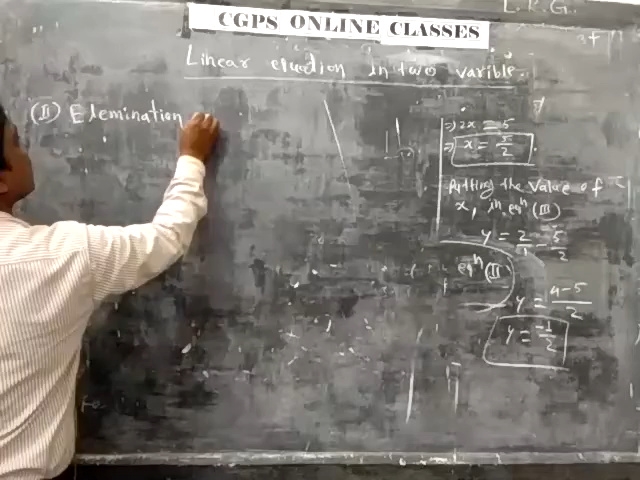 L.K.G.
CGPS ONLINE CLASSES
Linear equation in two varible.
(II) Elemination
⇒ 2x = 5
⇒ x = 5/2
Putting the value of
x, in eqⁿ (III)
y = 2/1 - 5/2
eqⁿ (II)
y = 4-5/2
y = -1/2